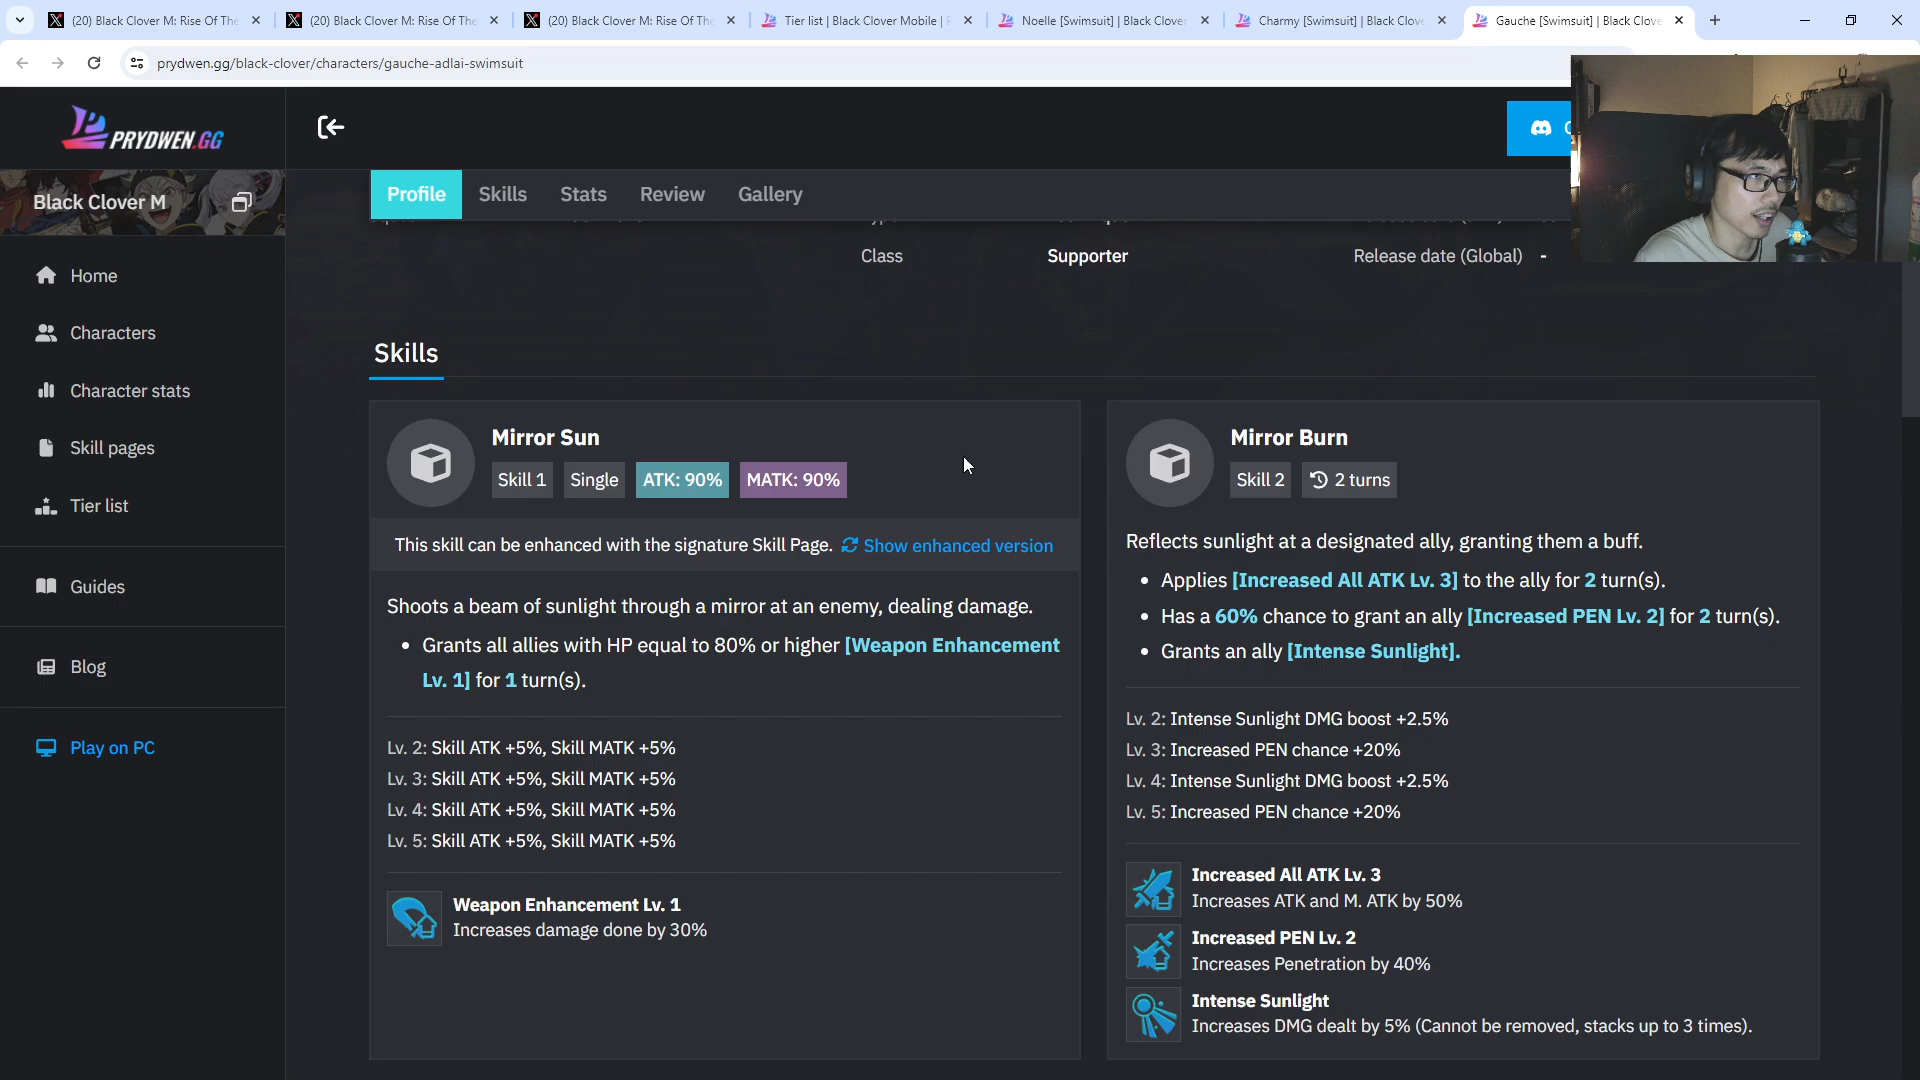 (20) Black Clover M: Rise Of The
(20) Black Clover M: Rise Of The
(20) Black Clover M: Rise Of The
Tier list | Black Clover Mobile |
Noelle [Swimsuit] | Black Clover
Charmy [Swimsuit] | Black Clove
Gauche [Swimsuit] | Black Clove
prydwen.gg/black-clover/characters/gauche-adlai-swimsuit
PRYDWEN.GG
Black Clover M
Home
Characters
Character stats
Skill pages
Tier list
Guides
Blog
Play on PC
Profile
Skills
Stats
Review
Gallery
Class
Supporter
Release date (Global)
-
Skills
Mirror Sun
Skill 1
Single
ATK: 90%
MATK: 90%
This skill can be enhanced with the signature Skill Page. Show enhanced version
Shoots a beam of sunlight through a mirror at an enemy, dealing damage.
• Grants all allies with HP equal to 80% or higher [Weapon Enhancement
Lv. 1] for 1 turn(s).
Lv. 2: Skill ATK +5%, Skill MATK +5%
Lv. 3: Skill ATK +5%, Skill MATK +5%
Lv. 4: Skill ATK +5%, Skill MATK +5%
Lv. 5: Skill ATK +5%, Skill MATK +5%
Weapon Enhancement Lv. 1
Increases damage done by 30%
Mirror Burn
Skill 2
2 turns
Reflects sunlight at a designated ally, granting them a buff.
• Applies [Increased All ATK Lv. 3] to the ally for 2 turn(s).
• Has a 60% chance to grant an ally [Increased PEN Lv. 2] for 2 turn(s).
• Grants an ally [Intense Sunlight].
Lv. 2: Intense Sunlight DMG boost +2.5%
Lv. 3: Increased PEN chance +20%
Lv. 4: Intense Sunlight DMG boost +2.5%
Lv. 5: Increased PEN chance +20%
Increased All ATK Lv. 3
Increases ATK and M. ATK by 50%
Increased PEN Lv. 2
Increases Penetration by 40%
Intense Sunlight
Increases DMG dealt by 5% (Cannot be removed, stacks up to 3 times).